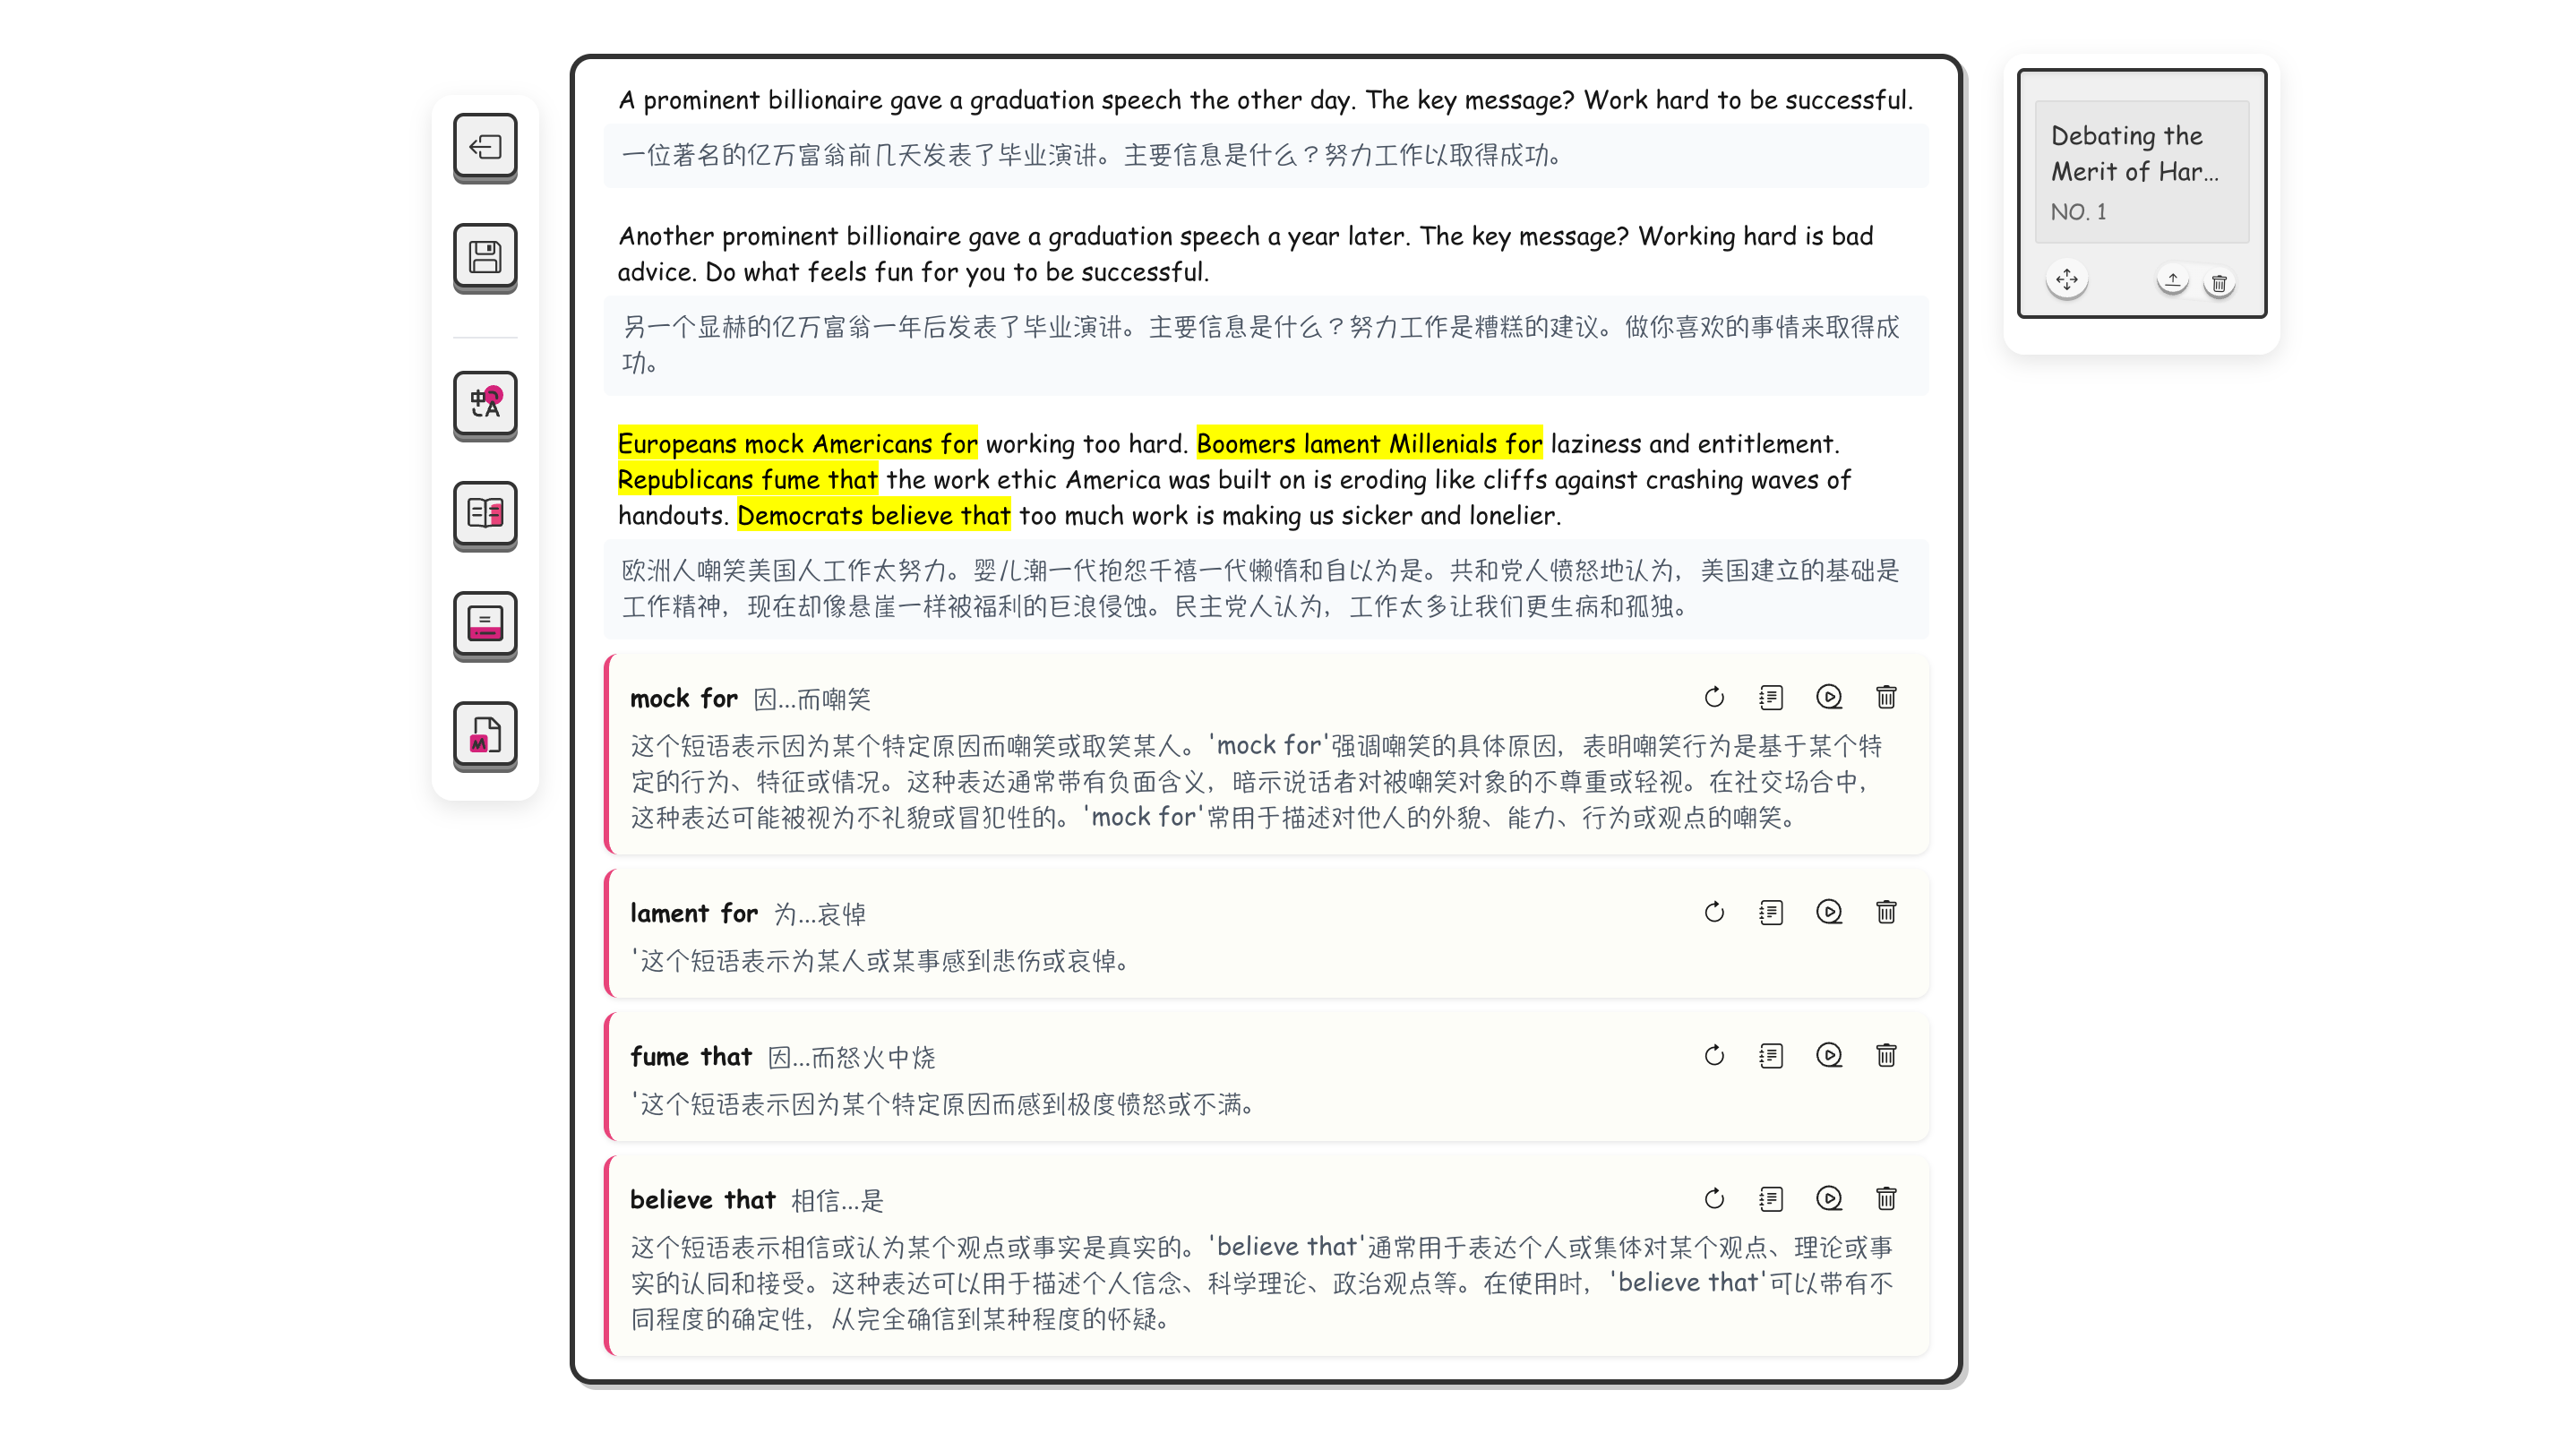 A prominent billionaire gave a graduation speech the other day. The key message? Work hard to be successful.
一位著名的亿万富翁前几天发表了毕业演讲。主要信息是什么？努力工作以取得成功。
Another prominent billionaire gave a graduation speech a year later. The key message? Working hard is bad
advice. Do what feels fun for you to be successful.
另一个显赫的亿万富翁一年后发表了毕业演讲。主要信息是什么？努力工作是糟糕的建议。做你喜欢的事情来取得成
功。
Europeans mock Americans for working too hard. Boomers lament Millenials for laziness and entitlement.
Republicans fume that the work ethic America was built on is eroding like cliffs against crashing waves of
handouts. Democrats believe that too much work is making us sicker and lonelier.
欧洲人嘲笑美国人工作太努力。婴儿潮一代抱怨千禧一代懒惰和自以为是。共和党人愤怒地认为，美国建立的基础是
工作精神，现在却像悬崖一样被福利的巨浪侵蚀。民主党人认为，工作太多让我们更生病和孤独。
mock for 因...而嘲笑
这个短语表示因为某个特定原因而嘲笑或取笑某人。'mock for'强调嘲笑的具体原因，表明嘲笑行为是基于某个特
定的行为、特征或情况。这种表达通常带有负面含义，暗示说话者对被嘲笑对象的不尊重或轻视。在社交场合中，
这种表达可能被视为不礼貌或冒犯性的。'mock for'常用于描述对他人的外貌、能力、行为或观点的嘲笑。
lament for 为...哀悼
'这个短语表示为某人或某事感到悲伤或哀悼。
fume that 因...而怒火中烧
'这个短语表示因为某个特定原因而感到极度愤怒或不满。
believe that 相信...是
这个短语表示相信或认为某个观点或事实是真实的。'believe that'通常用于表达个人或集体对某个观点、理论或事
实的认同和接受。这种表达可以用于描述个人信念、科学理论、政治观点等。在使用时，'believe that'可以带有不
同程度的确定性，从完全确信到某种程度的怀疑。
Debating the
Merit of Har...
NO. 1
中
A
M